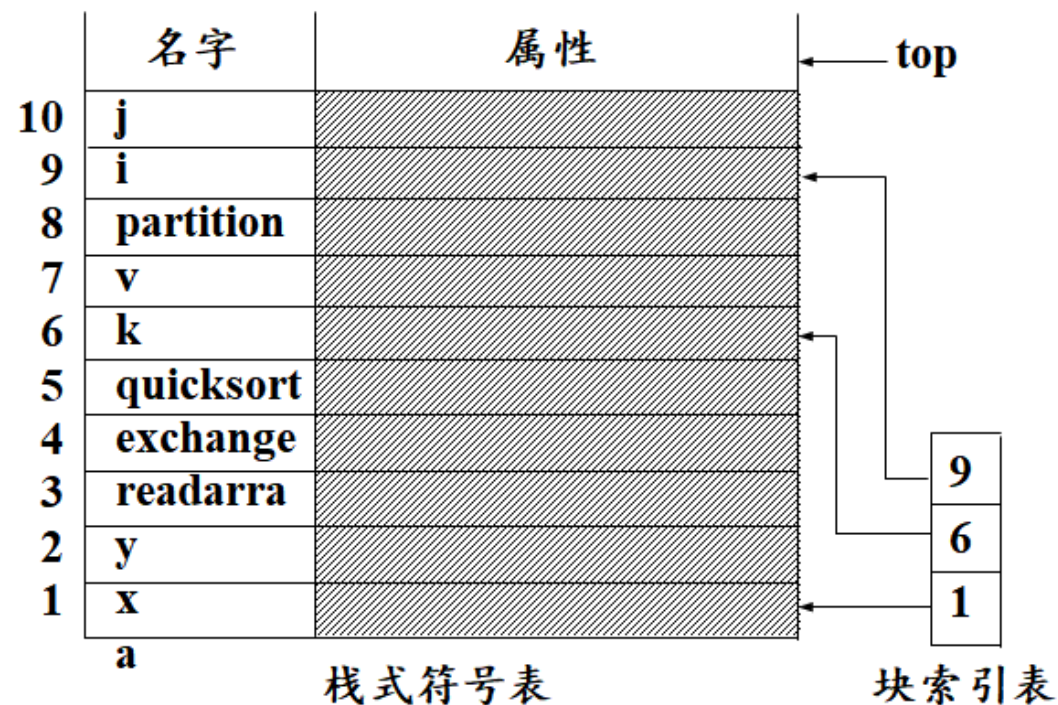 名字 属性 top
10 j
9 i
8 partition
7 v
6 k
5 quicksort
4 exchange
3 readarra
2 y
1 x
a
9
6
1
栈式符号表 块索引表